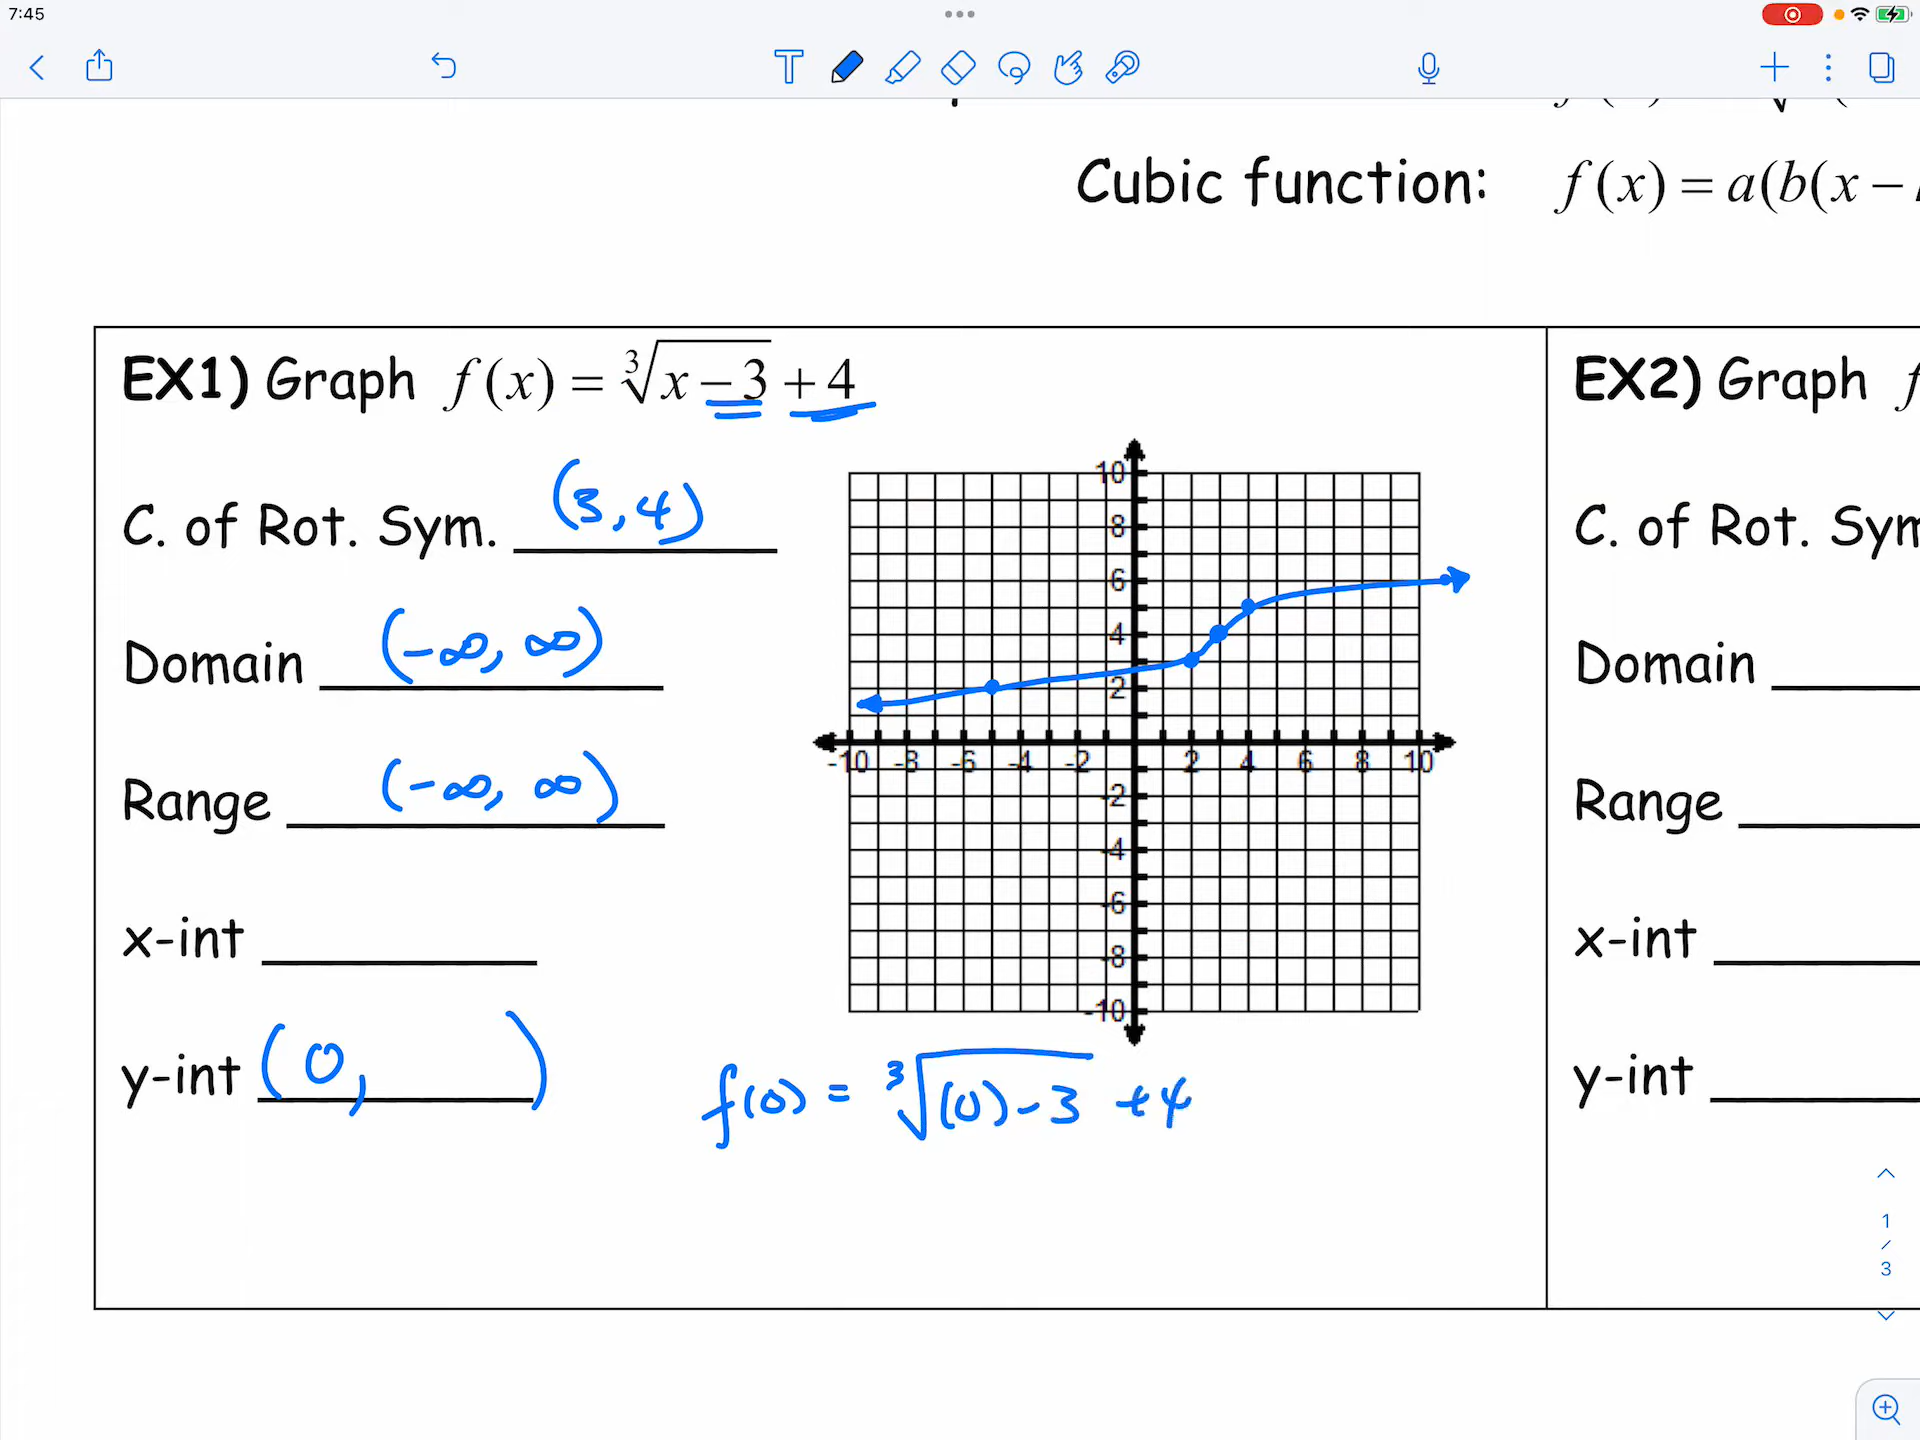 7:45
Cubic function: f(x) = a(b(x −
EX1) Graph f(x) = ∛x − 3 + 4
C. of Rot. Sym. (3, 4)
Domain (-∞, ∞)
Range (-∞, ∞)
x-int
y-int (0, )
10
8
6
4
2
-10 -8 -6 -4 -2 2 4 6 8 10
-2
-4
-6
-8
-10
f(0) = ∛(0) - 3 + 4
EX2) Graph f
C. of Rot. Sym
Domain
Range
x-int
y-int
1
/
3